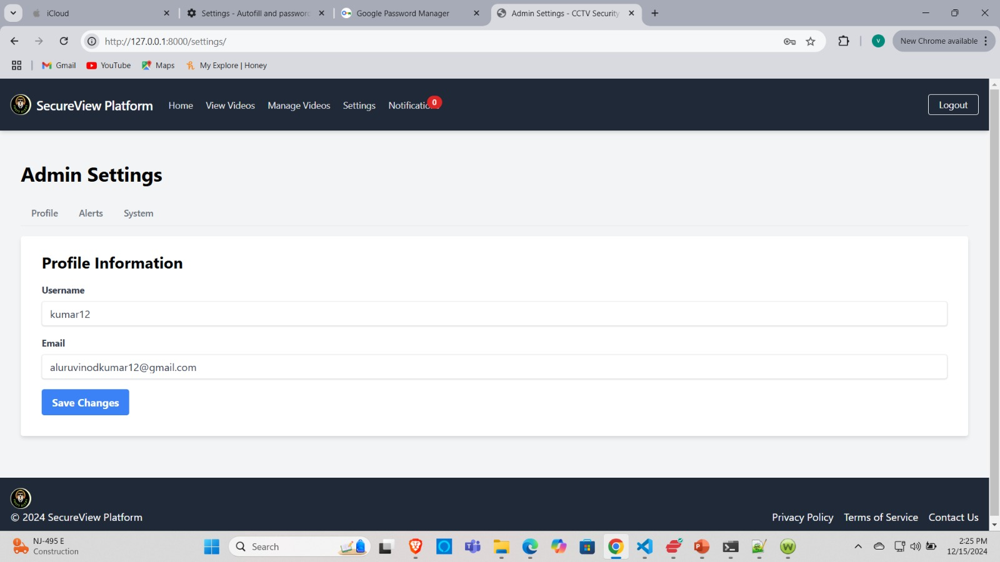 iCloud
Settings - Autofill and password
Google Password Manager
Admin Settings - CCTV Security
http://127.0.0.1:8000/settings/
V
New Chrome available
Gmail
YouTube
Maps
My Explore | Honey
SecureView Platform
Home
View Videos
Manage Videos
Settings
Notificatio
0
Logout
Admin Settings
Profile
Alerts
System
Profile Information
Username
kumar12
Email
aluruvinodkumar12@gmail.com
Save Changes
© 2024 SecureView Platform
Privacy Policy
Terms of Service
Contact Us
NJ-495 E
Construction
Search
2:25 PM
12/15/2024